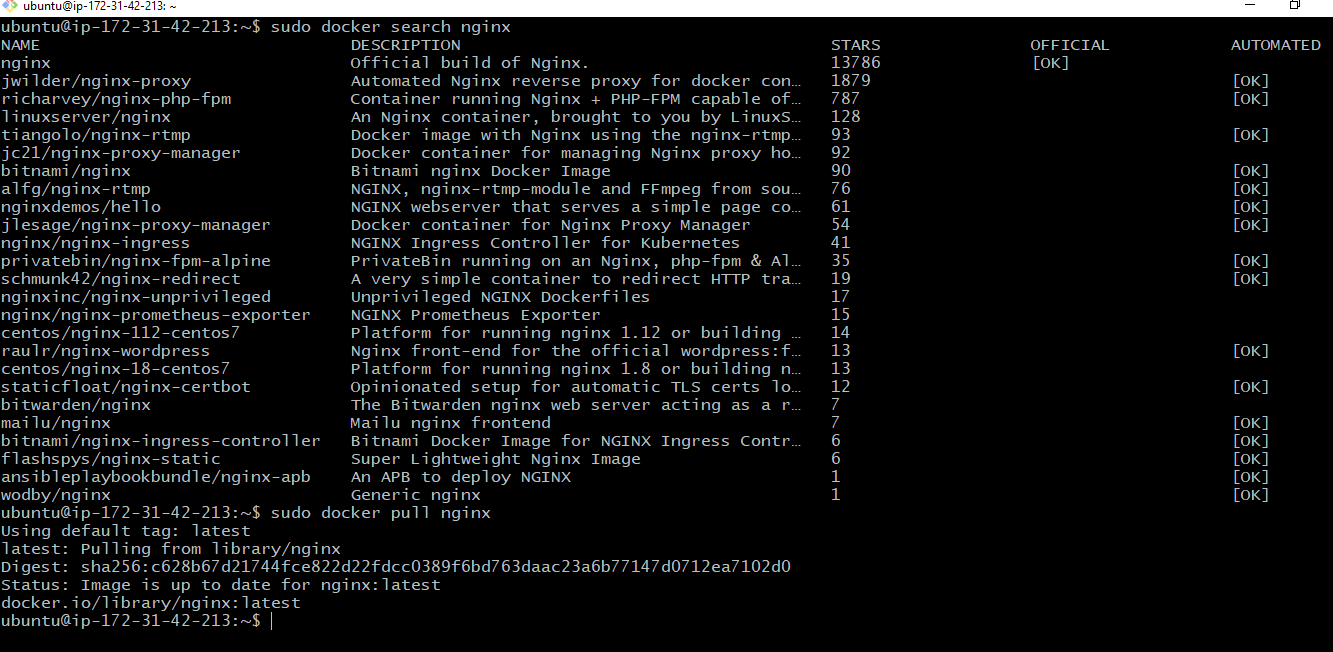 ubuntu@ip-172-31-42-213: ~
ubuntu@ip-172-31-42-213:~$ sudo docker search nginx
NAME DESCRIPTION STARS OFFICIAL AUTOMATED
nginx Official build of Nginx. 13786 [OK]
jwilder/nginx-proxy Automated Nginx reverse proxy for docker con… 1879 [OK]
richarvey/nginx-php-fpm Container running Nginx + PHP-FPM capable of… 787 [OK]
linuxserver/nginx An Nginx container, brought to you by LinuxS… 128
tiangolo/nginx-rtmp Docker image with Nginx using the nginx-rtmp… 93 [OK]
jc21/nginx-proxy-manager Docker container for managing Nginx proxy ho… 92
bitnami/nginx Bitnami nginx Docker Image 90 [OK]
alfg/nginx-rtmp NGINX, nginx-rtmp-module and FFmpeg from sou… 76 [OK]
nginxdemos/hello NGINX webserver that serves a simple page co… 61 [OK]
jlesage/nginx-proxy-manager Docker container for Nginx Proxy Manager 54 [OK]
nginx/nginx-ingress NGINX Ingress Controller for Kubernetes 41
privatebin/nginx-fpm-alpine PrivateBin running on an Nginx, php-fpm & Al… 35 [OK]
schmunk42/nginx-redirect A very simple container to redirect HTTP tra… 19 [OK]
nginxinc/nginx-unprivileged Unprivileged NGINX Dockerfiles 17
nginx/nginx-prometheus-exporter NGINX Prometheus Exporter 15
centos/nginx-112-centos7 Platform for running nginx 1.12 or building … 14
raulr/nginx-wordpress Nginx front-end for the official wordpress:f… 13 [OK]
centos/nginx-18-centos7 Platform for running nginx 1.8 or building n… 13
staticfloat/nginx-certbot Opinionated setup for automatic TLS certs lo… 12 [OK]
bitwarden/nginx The Bitwarden nginx web server acting as a r… 7
mailu/nginx Mailu nginx frontend 7 [OK]
bitnami/nginx-ingress-controller Bitnami Docker Image for NGINX Ingress Contr… 6 [OK]
flashspys/nginx-static Super Lightweight Nginx Image 6 [OK]
ansibleplaybookbundle/nginx-apb An APB to deploy NGINX 1 [OK]
wodby/nginx Generic nginx 1 [OK]
ubuntu@ip-172-31-42-213:~$ sudo docker pull nginx
Using default tag: latest
latest: Pulling from library/nginx
Digest: sha256:c628b67d21744fce822d22fdcc0389f6bd763daac23a6b77147d0712ea7102d0
Status: Image is up to date for nginx:latest
docker.io/library/nginx:latest
ubuntu@ip-172-31-42-213:~$